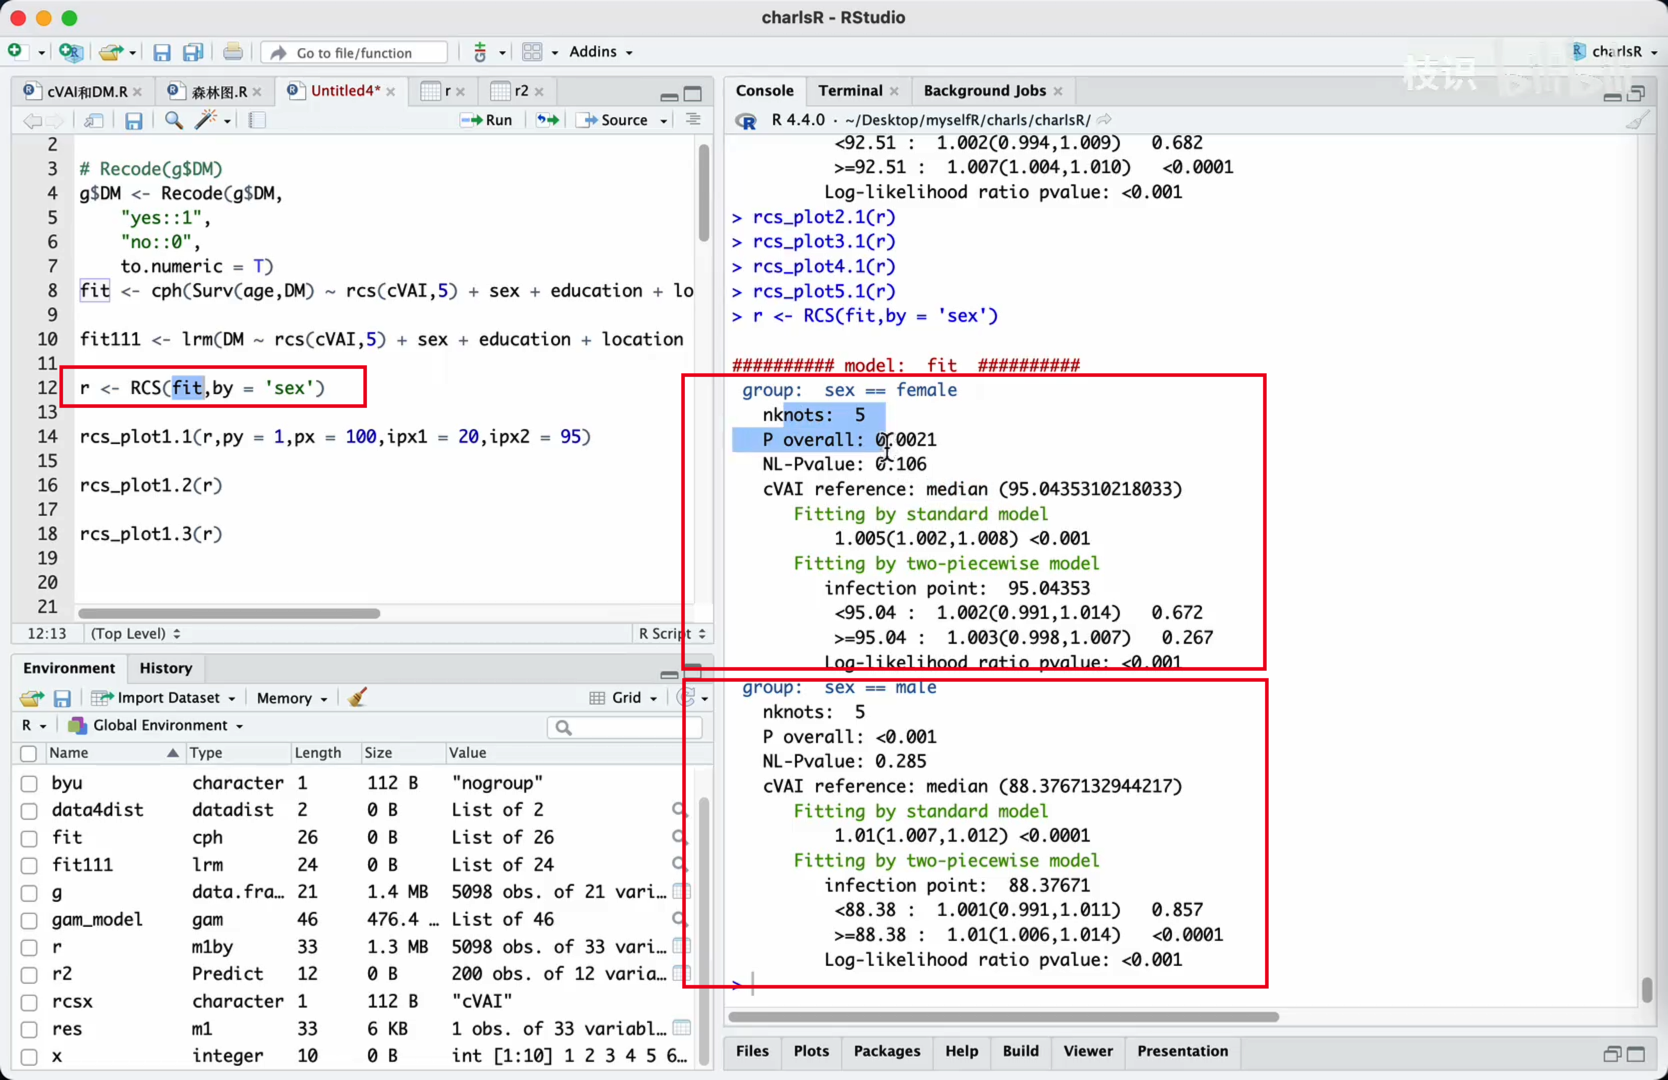 charlsR - RStudio
Go to file/function
Addins
charlsR
枝识 bilibili
cVAI和DM.R
森林图.R
Untitled4*
r
r2
Run
Source
2
3 # Recode(g$DM)
4 g$DM <- Recode(g$DM,
5 "yes::1",
6 "no::0",
7 to.numeric = T)
8 fit <- cph(Surv(age,DM) ~ rcs(cVAI,5) + sex + education + lo
9
10 fit111 <- lrm(DM ~ rcs(cVAI,5) + sex + education + location
11
12 r <- RCS(fit,by = 'sex')
13
14 rcs_plot1.1(r,py = 1,px = 100,ipx1 = 20,ipx2 = 95)
15
16 rcs_plot1.2(r)
17
18 rcs_plot1.3(r)
19
20
21
12:13 (Top Level) R Script
Environment History
Import Dataset Memory Grid
R Global Environment
Name Type Length Size Value
byu character 1 112 B "nogroup"
data4dist datadist 2 0 B List of 2
fit cph 26 0 B List of 26
fit111 lrm 24 0 B List of 24
g data.fra… 21 1.4 MB 5098 obs. of 21 vari…
gam_model gam 46 476.4 … List of 46
r m1by 33 1.3 MB 5098 obs. of 33 vari…
r2 Predict 12 0 B 200 obs. of 12 varia…
rcsx character 1 112 B "cVAI"
res m1 33 6 KB 1 obs. of 33 variabl…
x integer 10 0 B int [1:10] 1 2 3 4 5 6…
Console Terminal Background Jobs
R 4.4.0 · ~/Desktop/myselfR/charls/charlsR/
<92.51 : 1.002(0.994,1.009) 0.682
>=92.51 : 1.007(1.004,1.010) <0.0001
Log-likelihood ratio pvalue: <0.001
> rcs_plot2.1(r)
> rcs_plot3.1(r)
> rcs_plot4.1(r)
> rcs_plot5.1(r)
> r <- RCS(fit,by = 'sex')
########## model: fit ##########
group: sex == female
nknots: 5
P overall: 0.0021
NL-Pvalue: 0.106
cVAI reference: median (95.0435310218033)
Fitting by standard model
1.005(1.002,1.008) <0.001
Fitting by two-piecewise model
infection point: 95.04353
<95.04 : 1.002(0.991,1.014) 0.672
>=95.04 : 1.003(0.998,1.007) 0.267
Log-likelihood ratio pvalue: <0.001
group: sex == male
nknots: 5
P overall: <0.001
NL-Pvalue: 0.285
cVAI reference: median (88.3767132944217)
Fitting by standard model
1.01(1.007,1.012) <0.0001
Fitting by two-piecewise model
infection point: 88.37671
<88.38 : 1.001(0.991,1.011) 0.857
>=88.38 : 1.01(1.006,1.014) <0.0001
Log-likelihood ratio pvalue: <0.001
>
Files Plots Packages Help Build Viewer Presentation